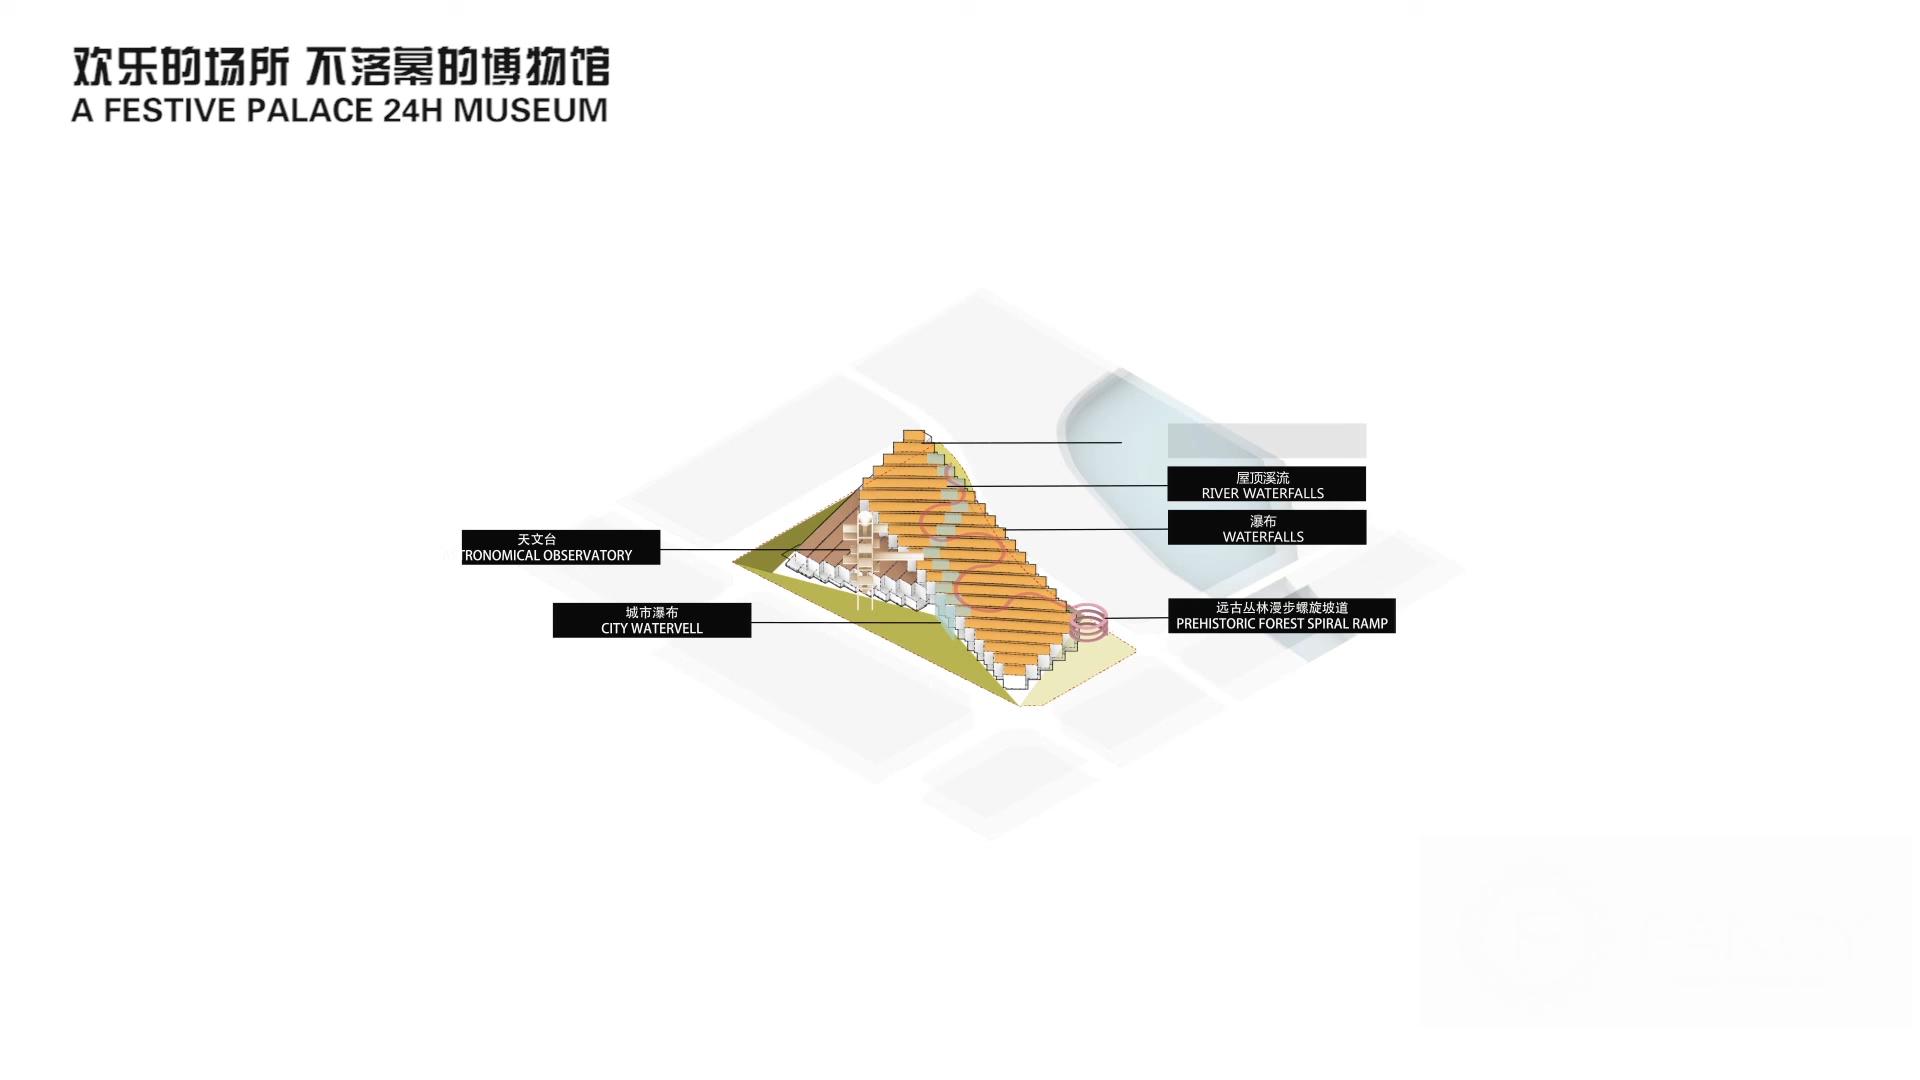 欢乐的场所 不落幕的博物馆
A FESTIVE PALACE 24H MUSEUM
屋顶溪流
RIVER WATERFALLS
瀑布
WATERFALLS
天文台
TRONOMICAL OBSERVATORY
城市瀑布
CITY WATERVELL
远古丛林漫步螺旋坡道
PREHISTORIC FOREST SPIRAL RAMP